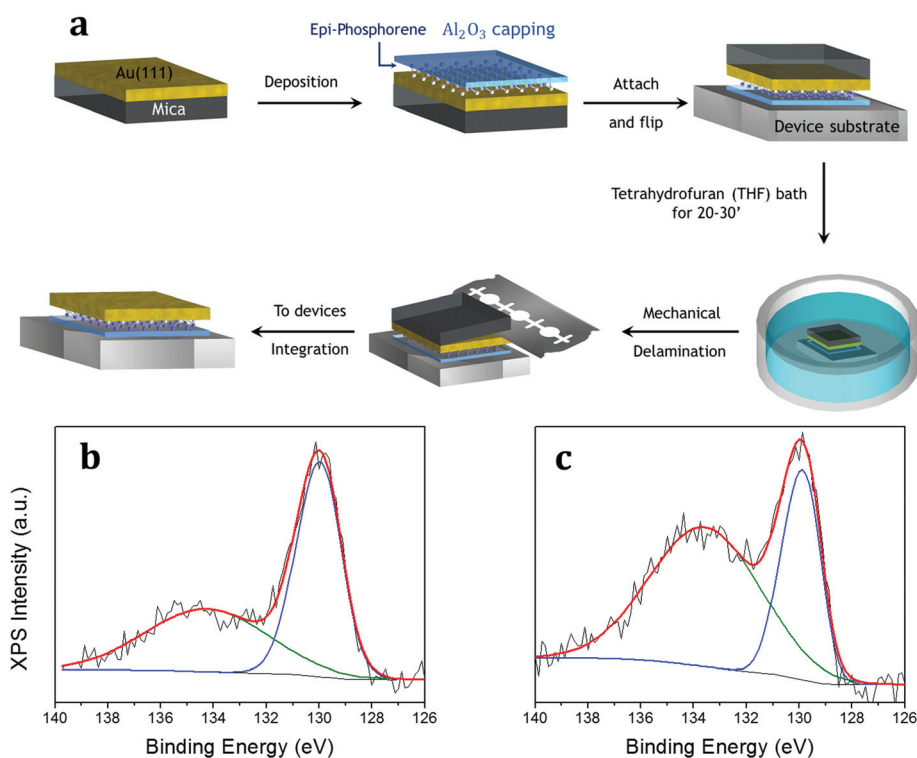 a
Epi-Phosphorene
Al₂O₃ capping
Au(111)
Mica
Deposition
Attach
and flip
Device substrate
Tetrahydrofuran (THF) bath
for 20-30'
To devices
Integration
Mechanical
Delamination
b
XPS Intensity (a.u.)
140 138 136 134 132 130 128 126
Binding Energy (eV)
c
140 138 136 134 132 130 128 126
Binding Energy (eV)